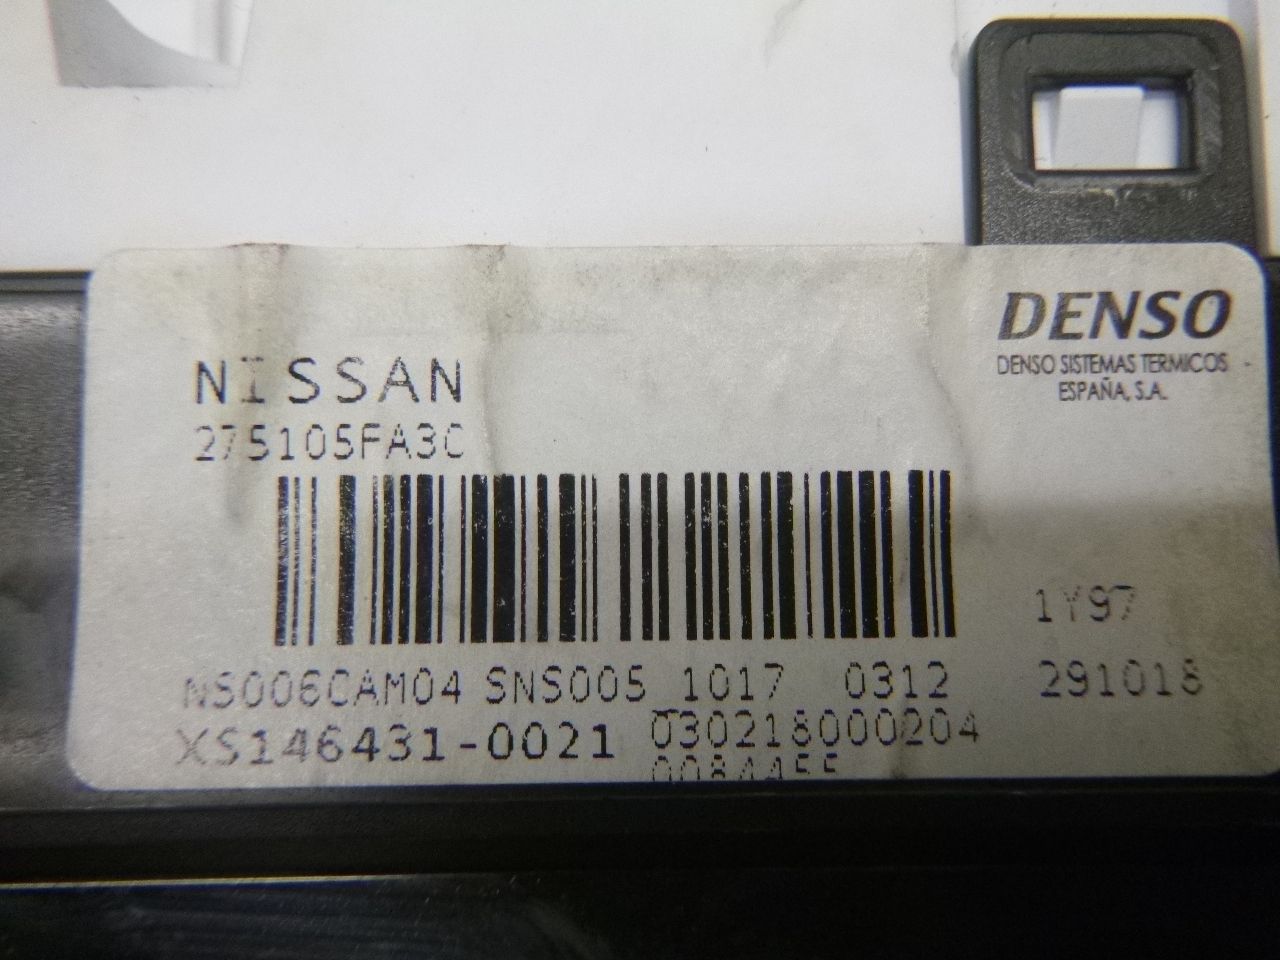 DENSO
DENSO SISTEMAS TERMICOS
ESPAÑA, S.A.
NISSAN
275105FA3C
1Y97
NS006CAM04 SNS005 1017 0312 291018
XS146431-0021 030218000204